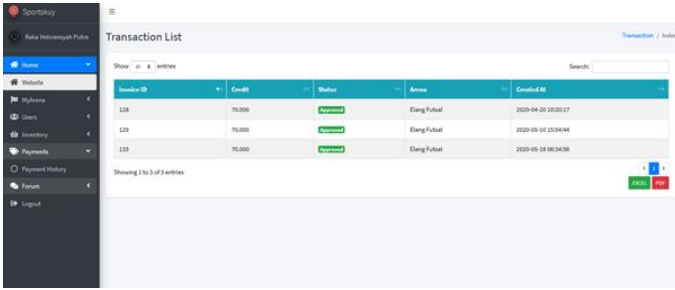 Sportskuy
Transaction List
Transaction / Index
Raka Helviansyah Putra
Home
Website
MyArena
Users
Inventory
Payments
Payment History
Forum
Logout
Show 10 entries
Search:
Invoice ID Credit Status Arena Created At
128 70.000 Approved Elang Futsal 2020-04-20 10:20:17
129 70.000 Approved Elang Futsal 2020-05-10 15:54:44
133 70.000 Approved Elang Futsal 2020-05-18 06:34:56
Showing 1 to 3 of 3 entries
1
EXCEL PDF